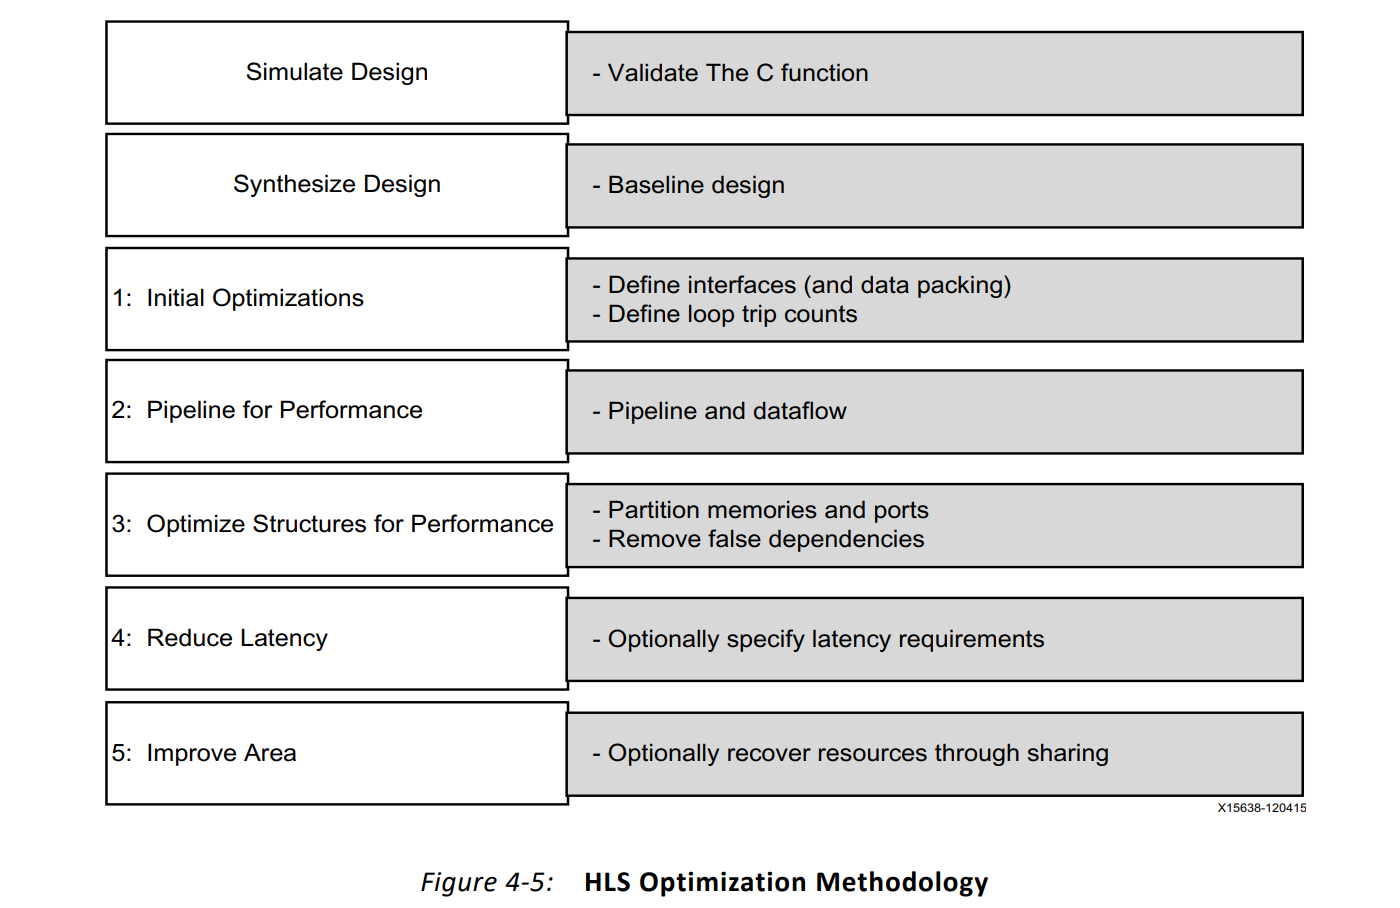 Simulate Design
- Validate The C function
Synthesize Design
- Baseline design
1: Initial Optimizations
- Define interfaces (and data packing)
- Define loop trip counts
2: Pipeline for Performance
- Pipeline and dataflow
3: Optimize Structures for Performance
- Partition memories and ports
- Remove false dependencies
4: Reduce Latency
- Optionally specify latency requirements
5: Improve Area
- Optionally recover resources through sharing
X15638-120415
Figure 4-5: HLS Optimization Methodology